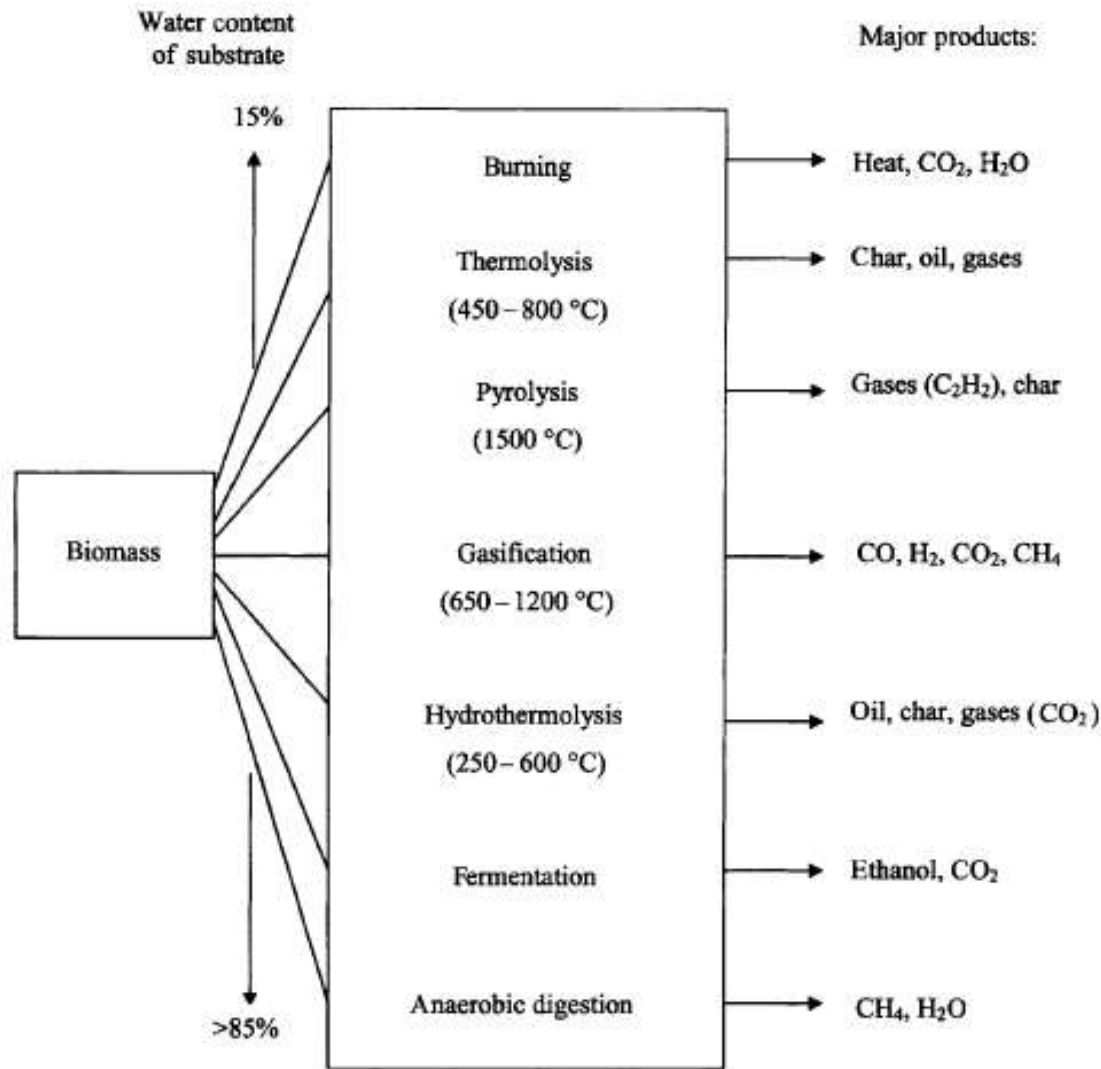 Water content
of substrate
Major products:
15%
Burning
Heat, CO₂, H₂O
Thermolysis
(450 – 800 °C)
Char, oil, gases
Pyrolysis
(1500 °C)
Gases (C₂H₂), char
Biomass
Gasification
(650 – 1200 °C)
CO, H₂, CO₂, CH₄
Hydrothermolysis
(250 – 600 °C)
Oil, char, gases (CO₂)
Fermentation
Ethanol, CO₂
Anaerobic digestion
CH₄, H₂O
>85%